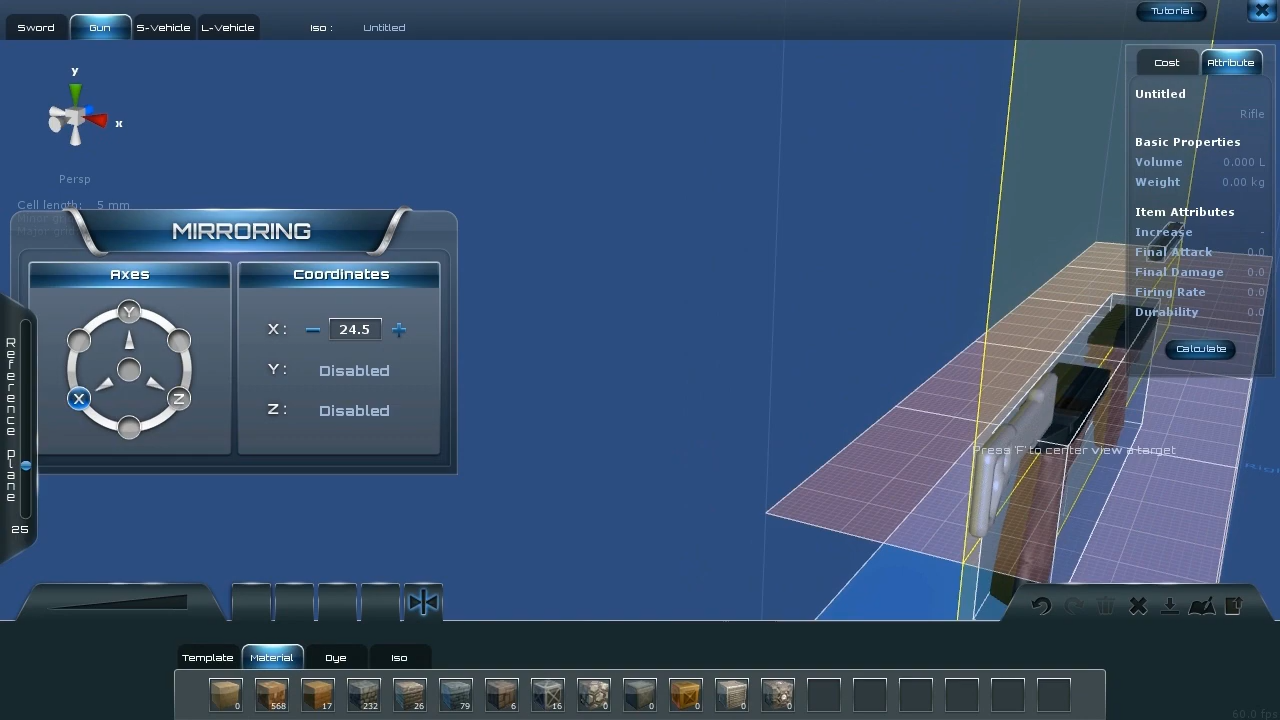 Sword Gun S-Vehicle L-Vehicle Iso : Untitled Tutorial
y
x
Persp
Cell length: 5 mm
Cost Attribute
Untitled
Rifle
Basic Properties
Volume 0.000 L
Weight 0.00 kg
Item Attributes
Increase -
Final Attack 0.0
Final Damage 0.0
Firing Rate 0.0
Durability 0.0
Calculate
MIRRORING
Axes Coordinates
Y
X
Z
X : 24.5
Y : Disabled
Z : Disabled
Reference plane
25
Press 'F' to center view a target
Template Material Dye Iso
0 568 17 232 26 79 6 16 0 0 0 0 0
60.0 fps